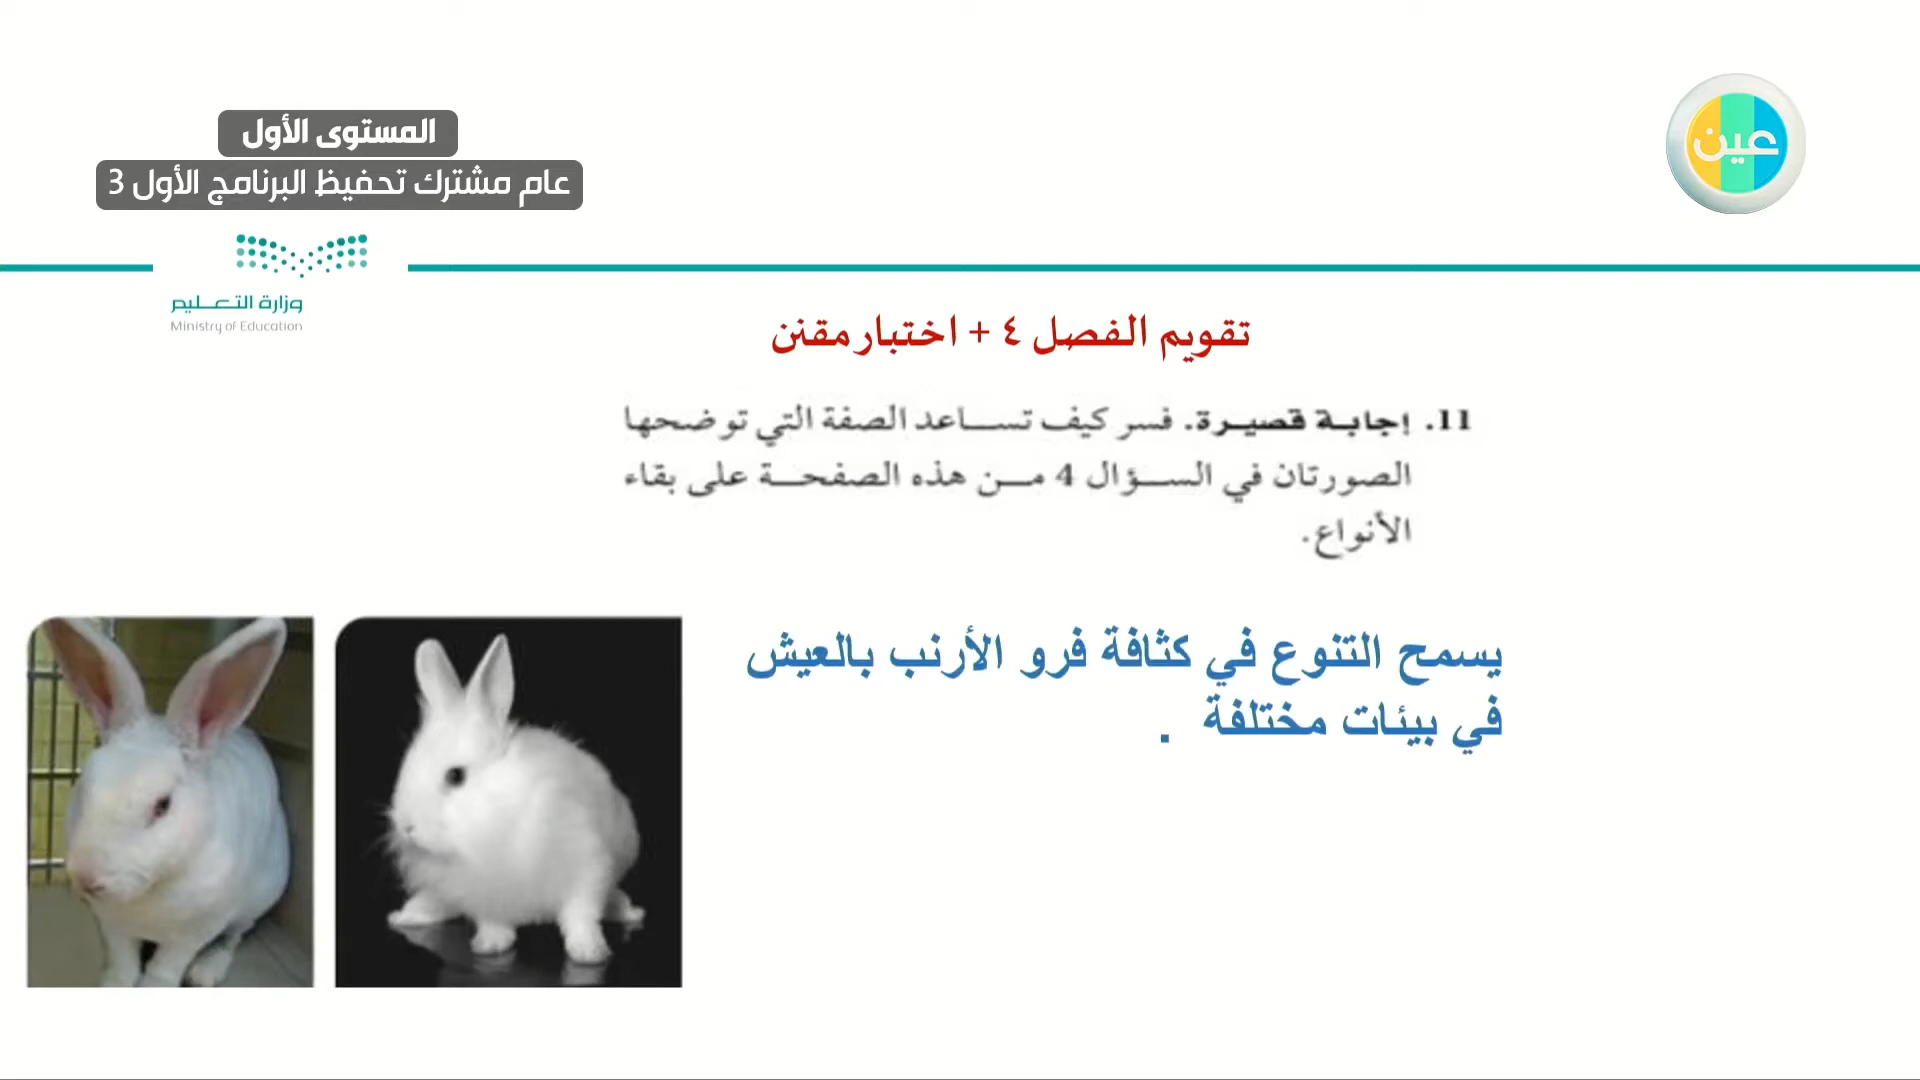 المستوى الأول
عام مشترك تحفيظ البرنامج الأول 3
عين
وزارة التعليم
Ministry of Education
تقويم الفصل ٤ + اختبار مقنن
11. إجابة قصيرة. فسر كيف تساعد الصفة التي توضحها
الصورتان في السؤال 4 من هذه الصفحة على بقاء
الأنواع.
يسمح التنوع في كثافة فرو الأرنب بالعيش
في بيئات مختلفة .